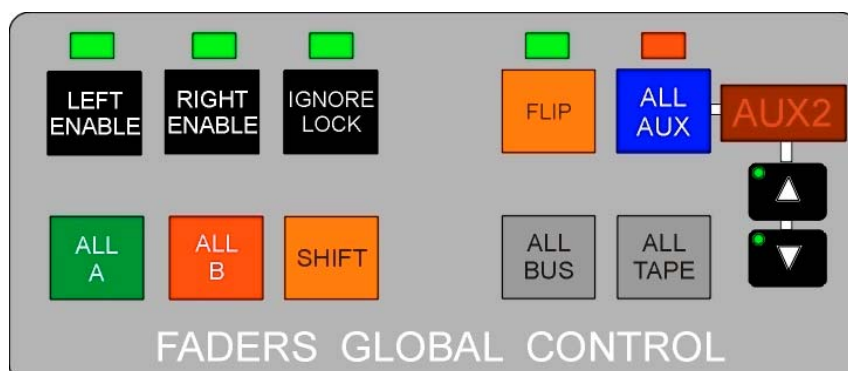 LEFT
ENABLE
RIGHT
ENABLE
IGNORE
LOCK
FLIP
ALL
AUX
AUX2
ALL
A
ALL
B
SHIFT
ALL
BUS
ALL
TAPE
FADERS GLOBAL CONTROL